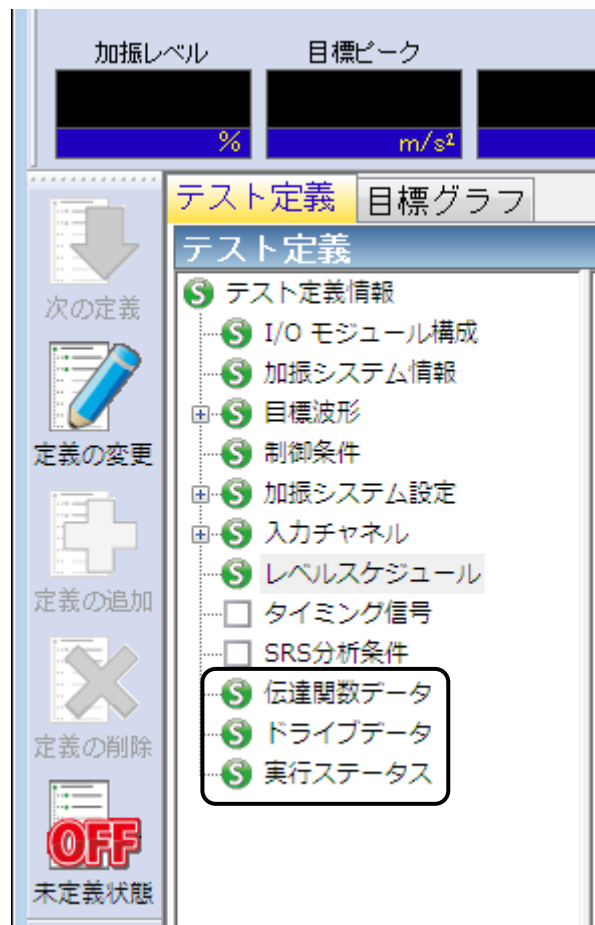 加振レベル 目標ピーク
% m/s²
テスト定義 目標グラフ
テスト定義
次の定義
定義の変更
定義の追加
定義の削除
OFF
未定義状態
S テスト定義情報
S I/O モジュール構成
S 加振システム情報
S 目標波形
S 制御条件
S 加振システム設定
S 入力チャネル
S レベルスケジュール
タイミング信号
SRS分析条件
S 伝達関数データ
S ドライブデータ
S 実行ステータス